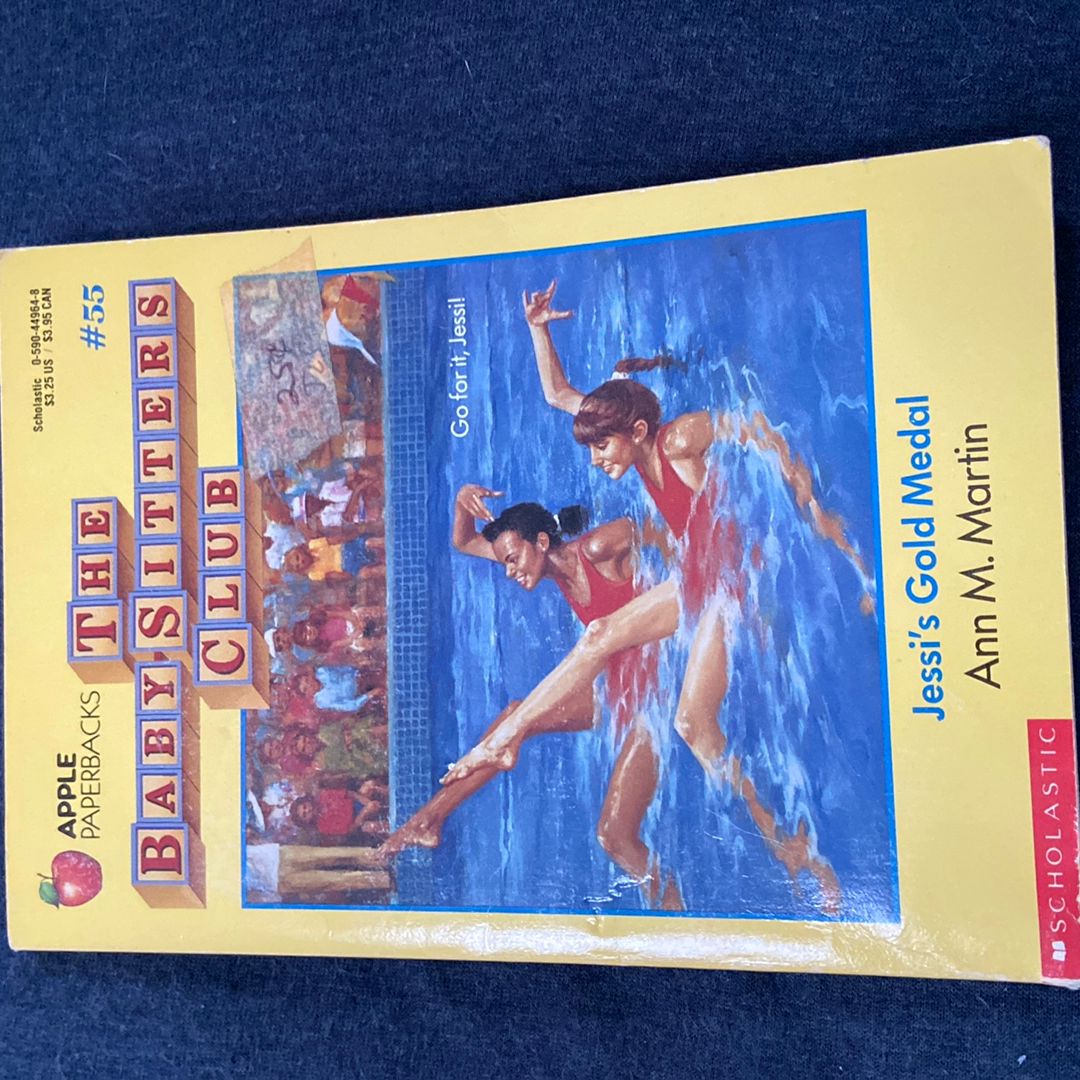 Scholastic 0-590-44964-8
$3.25 US / $3.95 CAN
APPLE
PAPERBACKS
#55
THE
BABY-SITTERS
CLUB
25¢
Go for it, Jessi!
Jessi's Gold Medal
Ann M. Martin
SCHOLASTIC